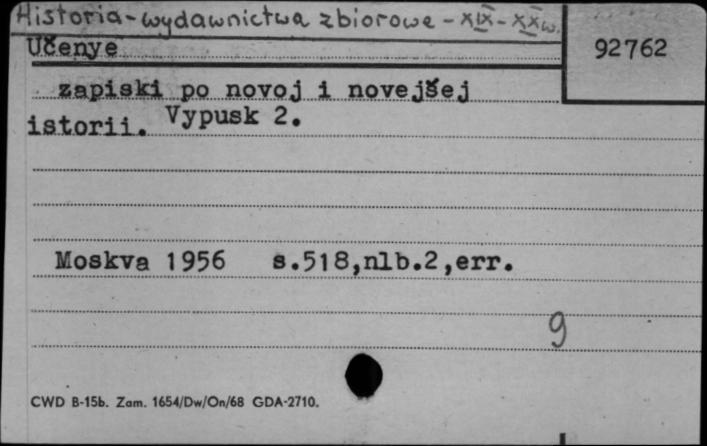 Historia-wydawnictwa zbiorowe - XIX-XXw.
92762
Učenye
zapiski po novoj i novejšej
istorii. Vypusk 2.
Moskva 1956 s.518,nlb.2,err.
9
CWD B-15b. Zam. 1654/Dw/On/68 GDA-2710.